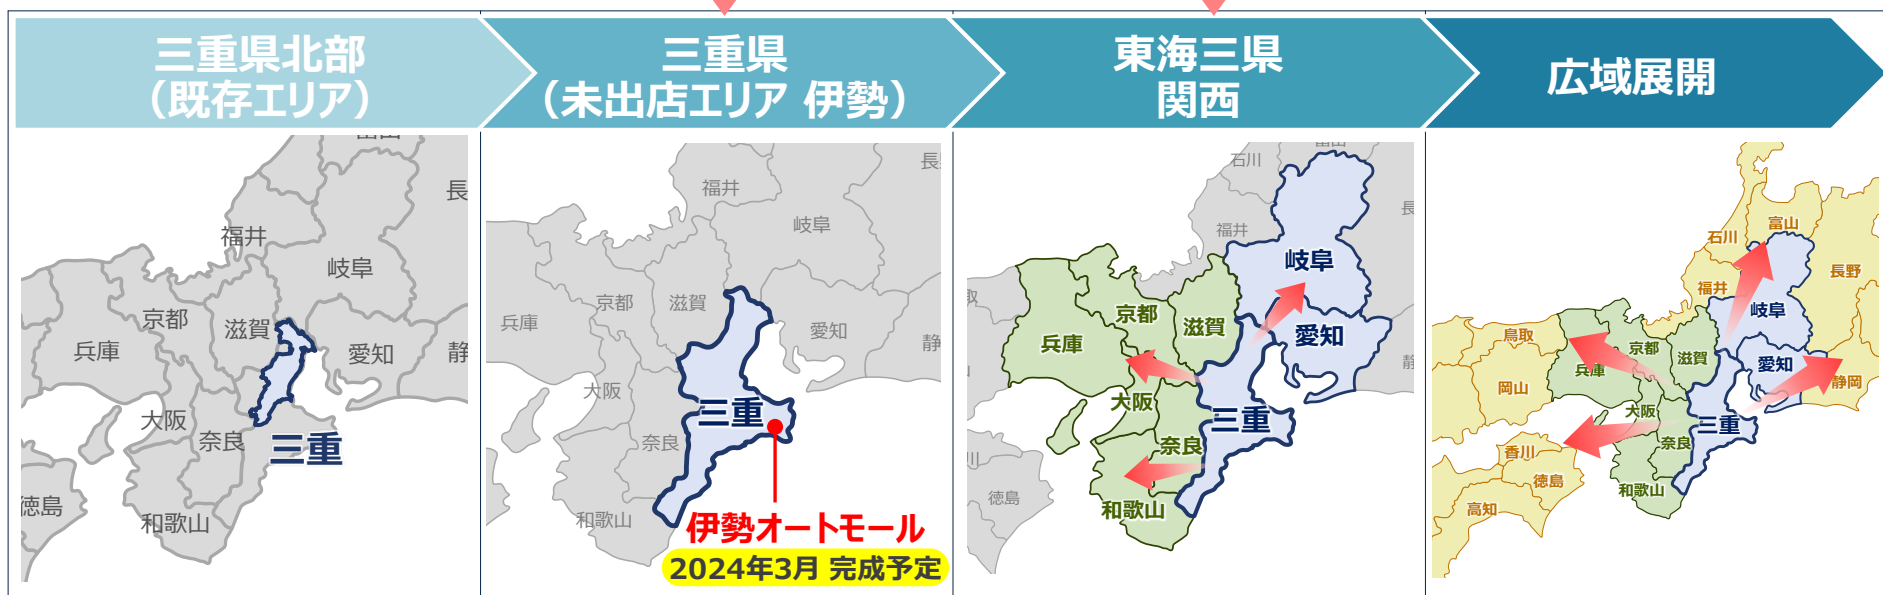 三重県北部
（既存エリア）
三重県
（未出店エリア 伊勢）
東海三県
関西
広域展開
長
福井
岐阜
京都
滋賀
兵庫
愛知
静
大阪
奈良
三重
徳島
和歌山
福井
岐阜
京都
滋賀
兵庫
愛知
静
大阪
三重
奈良
和歌山
伊勢オートモール
2024年3月 完成予定
石川
富山
福井
岐阜
京都
滋賀
兵庫
愛知
大阪
三重
奈良
徳島
和歌山
富山
石川
長野
福井
岐阜
鳥取
京都
滋賀
愛知
兵庫
岡山
静岡
大阪
三重
奈良
香川
徳島
和歌山
高知